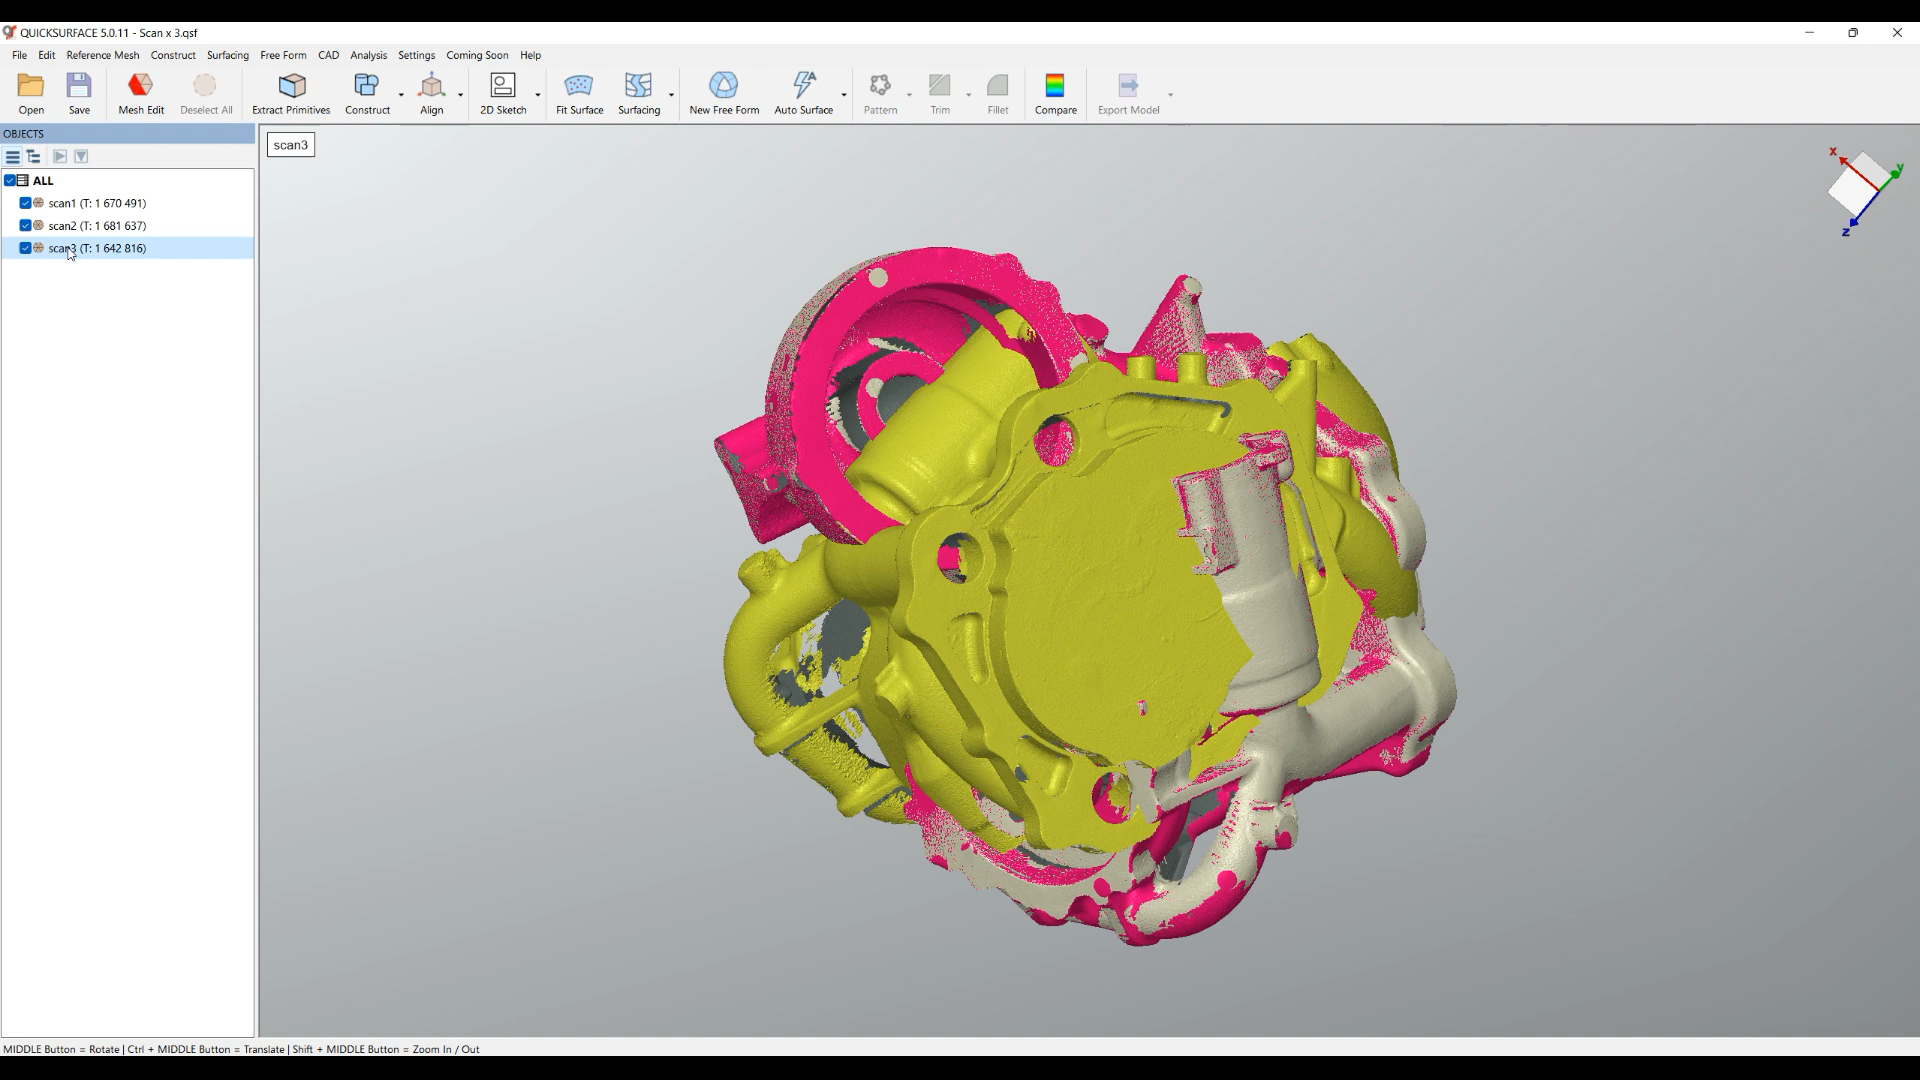 QUICKSURFACE 5.0.11 - Scan x 3.qsf
File Edit Reference Mesh Construct Surfacing Free Form CAD Analysis Settings Coming Soon Help
Open Save Mesh Edit Deselect All Extract Primitives Construct Align 2D Sketch Fit Surface Surfacing New Free Form Auto Surface Pattern Trim Fillet Compare Export Model
OBJECTS
scan3
ALL
scan1 (T: 1 670 491)
scan2 (T: 1 681 637)
scan3 (T: 1 642 816)
x
y
z
MIDDLE Button = Rotate | Ctrl + MIDDLE Button = Translate | Shift + MIDDLE Button = Zoom In / Out